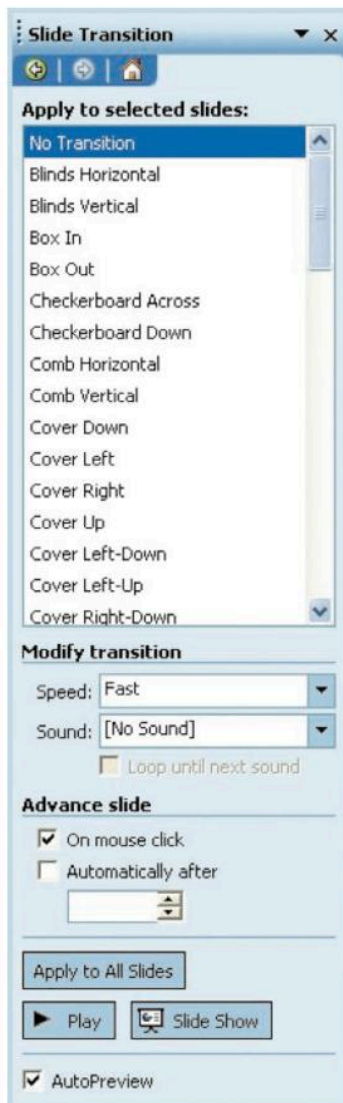 Slide Transition
Apply to selected slides:
No Transition
Blinds Horizontal
Blinds Vertical
Box In
Box Out
Checkerboard Across
Checkerboard Down
Comb Horizontal
Comb Vertical
Cover Down
Cover Left
Cover Right
Cover Up
Cover Left-Down
Cover Left-Up
Cover Right-Down
Modify transition
Speed: Fast
Sound: [No Sound]
Loop until next sound
Advance slide
On mouse click
Automatically after
Apply to All Slides
Play Slide Show
AutoPreview